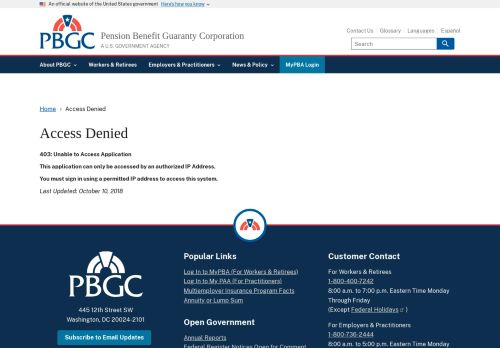 An official website of the United States government Here's how you know
PBGC
Pension Benefit Guaranty Corporation
A U.S. GOVERNMENT AGENCY
Contact Us Glossary Languages Español
Search
About PBGC Workers & Retirees Employers & Practitioners News & Policy MyPBA Login
Home › Access Denied
Access Denied
403: Unable to Access Application
This application can only be accessed by an authorized IP Address.
You must sign in using a permitted IP address to access this system.
Last Updated: October 10, 2018
PBGC
445 12th Street SW
Washington, DC 20024-2101
Subscribe to Email Updates
Popular Links
Log In to MyPBA (For Workers & Retirees)
Log In to My PAA (For Practitioners)
Multiemployer Insurance Program Facts
Annuity or Lump Sum
Open Government
Annual Reports
Federal Register Notices Open for Comment
Customer Contact
For Workers & Retirees
1-800-400-7242
8:00 a.m. to 7:00 p.m. Eastern Time Monday
Through Friday
(Except Federal Holidays )
For Employers & Practitioners
1-800-736-2444
8:00 a.m. to 5:00 p.m. Eastern Time Monday